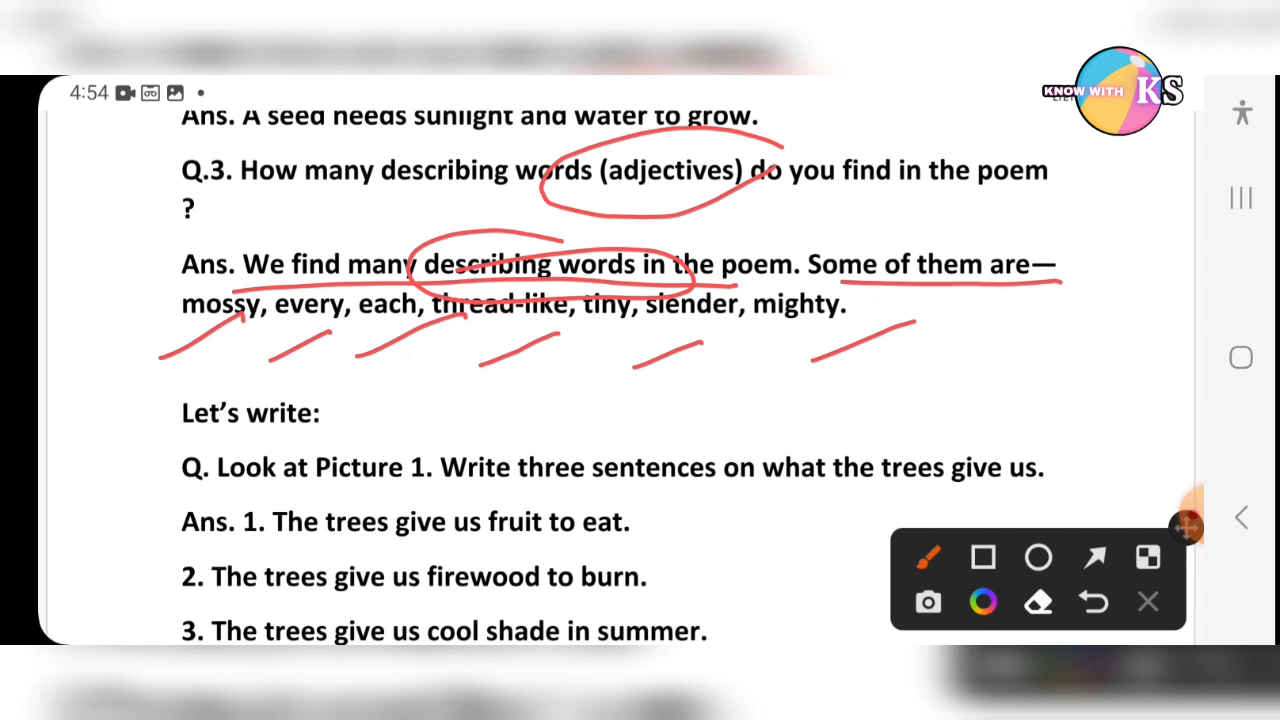 4:54
KNOW WITH KS
Ans. A seed needs sunlight and water to grow.
Q.3. How many describing words (adjectives) do you find in the poem
?
Ans. We find many describing words in the poem. Some of them are—
mossy, every, each, thread-like, tiny, slender, mighty.
Let’s write:
Q. Look at Picture 1. Write three sentences on what the trees give us.
Ans. 1. The trees give us fruit to eat.
2. The trees give us firewood to burn.
3. The trees give us cool shade in summer.